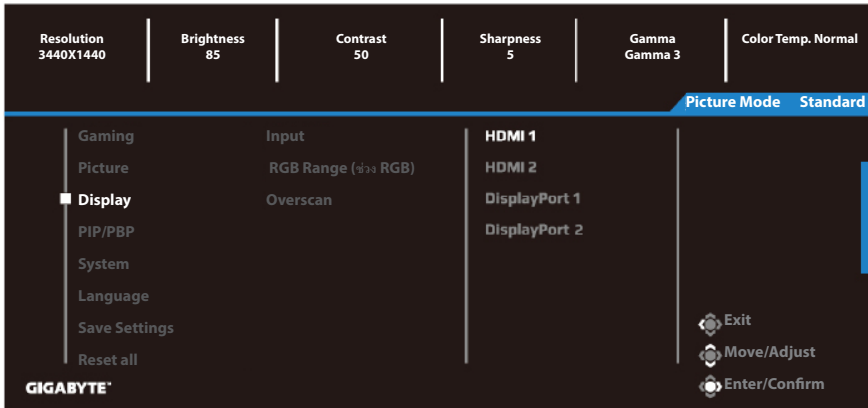 Resolution
3440X1440
Brightness
85
Contrast
50
Sharpness
5
Gamma
Gamma 3
Color Temp. Normal
Picture Mode Standard
Gaming
Picture
Display
PIP/PBP
System
Language
Save Settings
Reset all
Input
RGB Range (ช่วง RGB)
Overscan
HDMI 1
HDMI 2
DisplayPort 1
DisplayPort 2
Exit
Move/Adjust
Enter/Confirm
GIGABYTE™